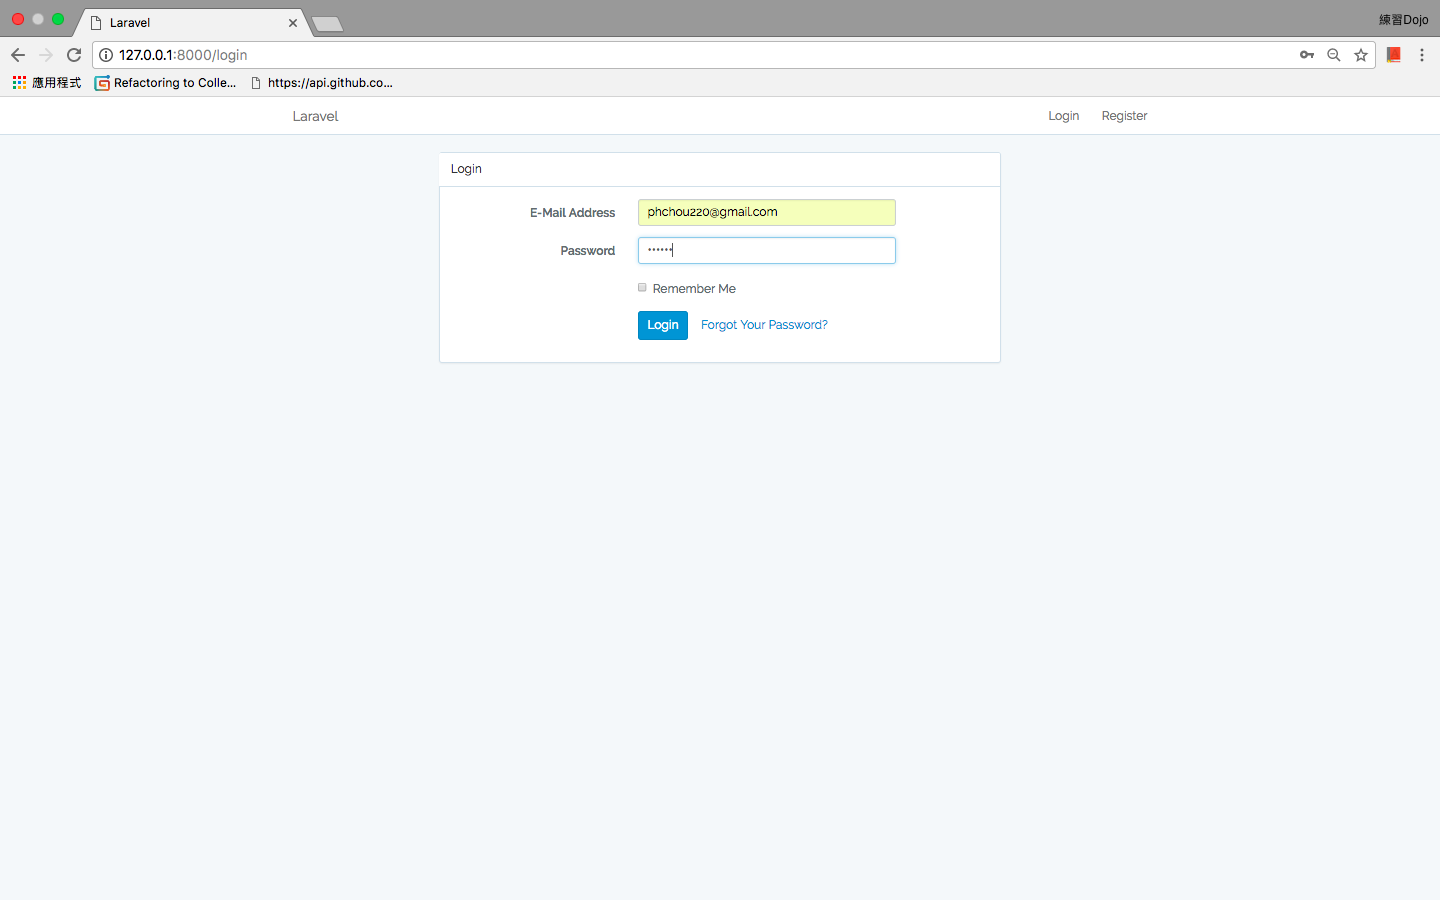 Laravel
練習Dojo
127.0.0.1:8000/login
應用程式
Refactoring to Colle...
https://api.github.co...
Laravel
Login
Register
Login
E-Mail Address
phchou220@gmail.com
Password
••••••
Remember Me
Login
Forgot Your Password?